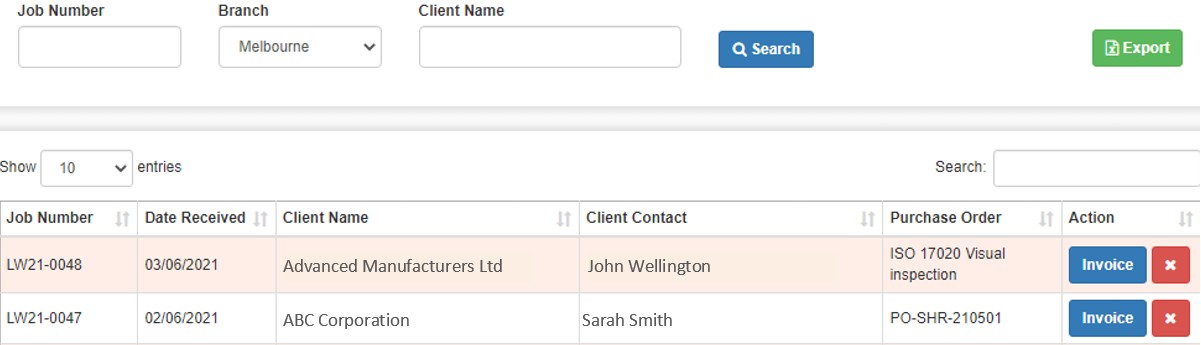 Job Number Branch Client Name
Melbourne Search Export
Show 10 entries Search:
Job Number Date Received Client Name Client Contact Purchase Order Action
LW21-0048 03/06/2021 Advanced Manufacturers Ltd John Wellington ISO 17020 Visual Invoice
inspection
LW21-0047 02/06/2021 ABC Corporation Sarah Smith PO-SHR-210501 Invoice